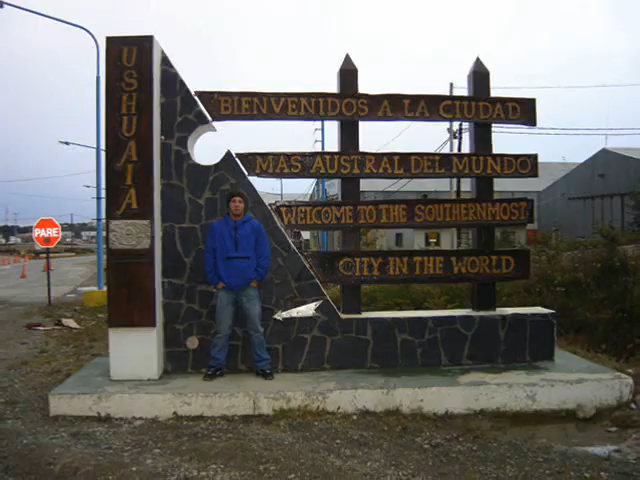 USHUAIA
BIENVENIDOS A LA CIUDAD
MAS AUSTRAL DEL MUNDO
WELCOME TO THE SOUTHERNMOST
CITY IN THE WORLD
PARE